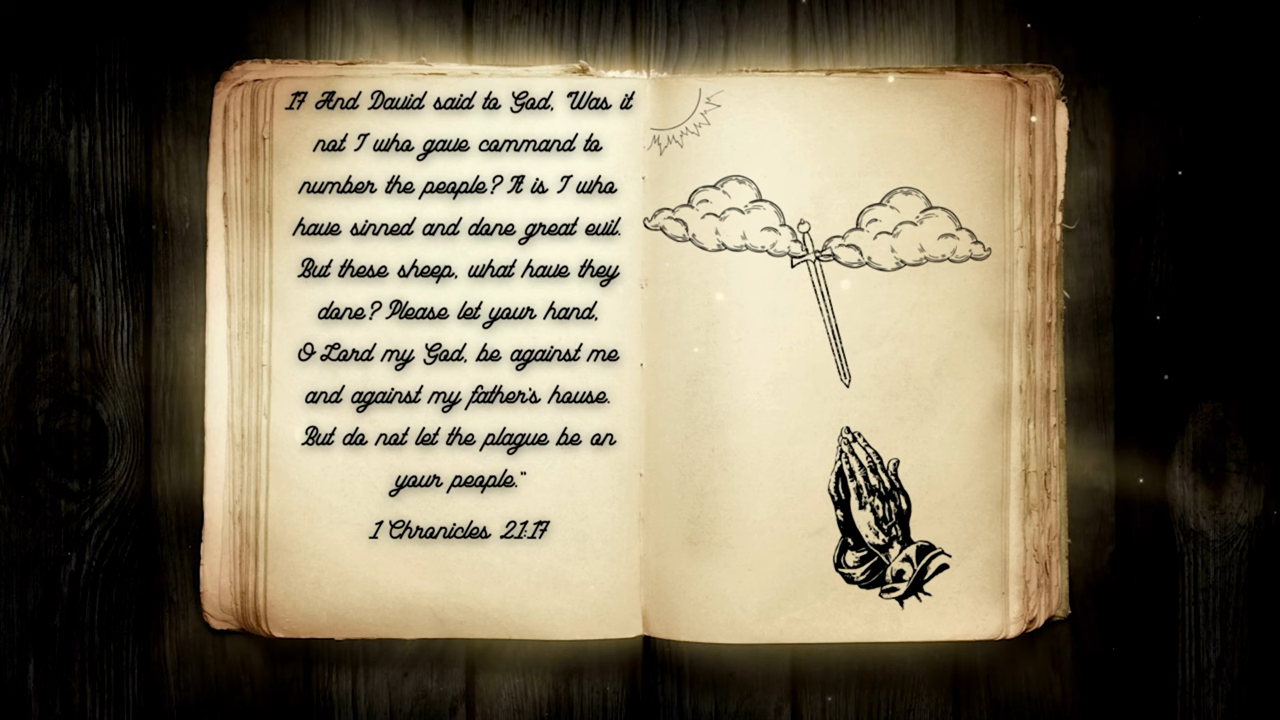 17 And David said to God, "Was it
not I who gave command to
number the people? It is I who
have sinned and done great evil.
But these sheep, what have they
done? Please let your hand,
O Lord my God, be against me
and against my father's house.
But do not let the plague be on
your people."
1 Chronicles 21:17